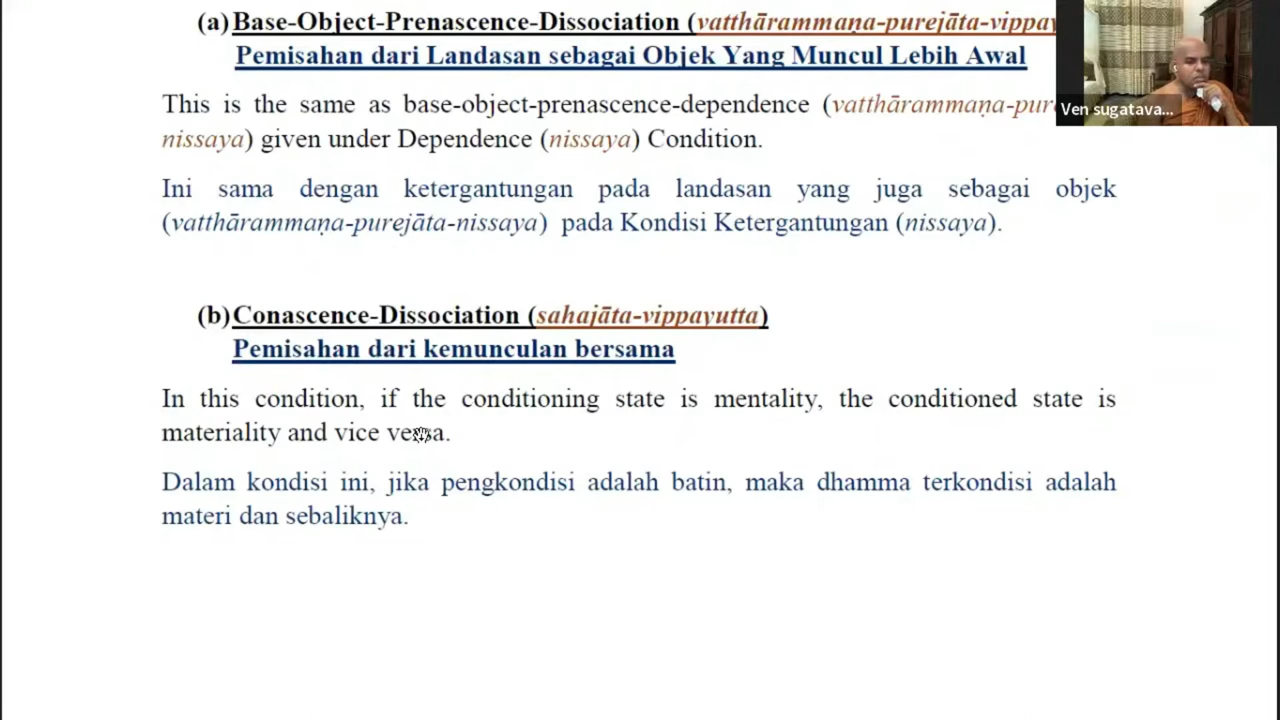 (a) Base-Object-Prenascence-Dissociation (vatthārammaṇa-purejāta-
Pemisahan dari Landasan sebagai Objek Yang Muncul Lebih Awal
Ven sugatava...
This is the same as base-object-prenascence-dependence (
nissaya) given under Dependence (nissaya) Condition.
Ini sama dengan ketergantungan pada landasan yang juga sebagai objek
(vatthārammaṇa-purejāta-nissaya) pada Kondisi Ketergantungan (nissaya).
(b) Conascence-Dissociation (sahajāta-vippayutta)
Pemisahan dari kemunculan bersama
In this condition, if the conditioning state is mentality, the conditioned state is
materiality and vice versa.
Dalam kondisi ini, jika pengkondisi adalah batin, maka dhamma terkondisi adalah
materi dan sebaliknya.